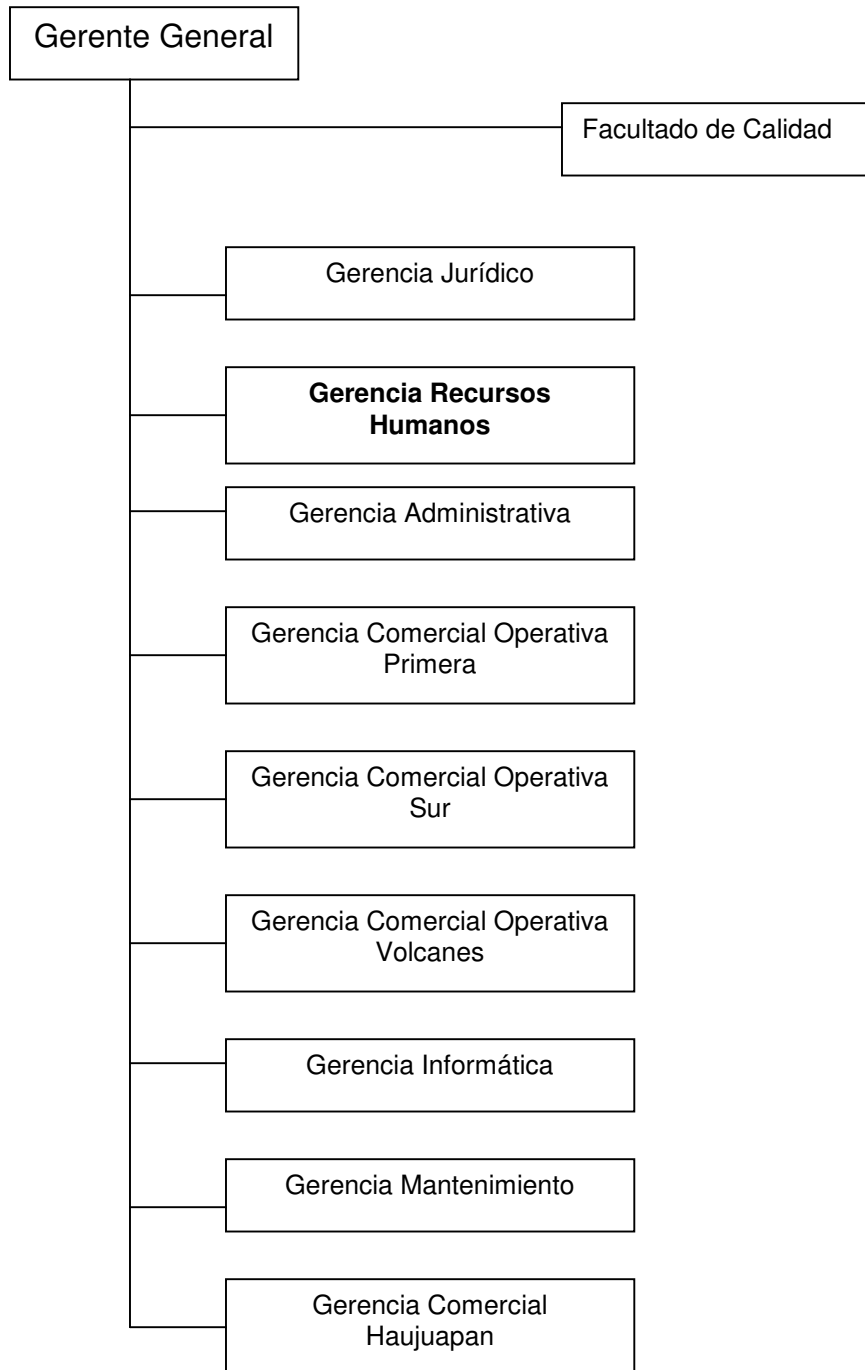 Gerente General
Facultado de Calidad
Gerencia Jurídico
Gerencia Recursos
Humanos
Gerencia Administrativa
Gerencia Comercial Operativa
Primera
Gerencia Comercial Operativa
Sur
Gerencia Comercial Operativa
Volcanes
Gerencia Informática
Gerencia Mantenimiento
Gerencia Comercial
Haujuapan